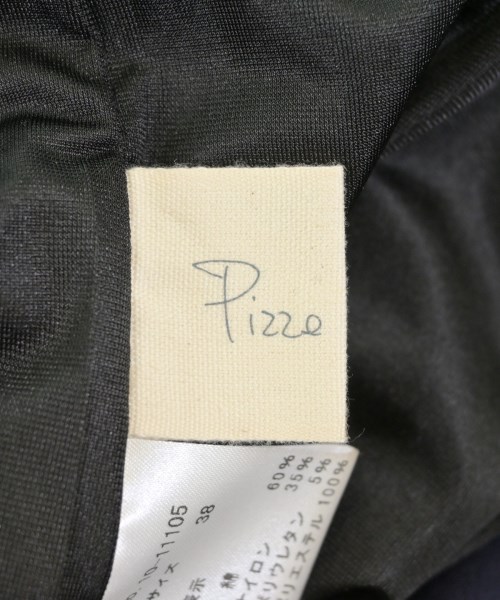 Pizze
10-11105
サイズ 38
表示
綿 60%
ナイロン 35%
ポリウレタン 5%
ポリエステル 100%